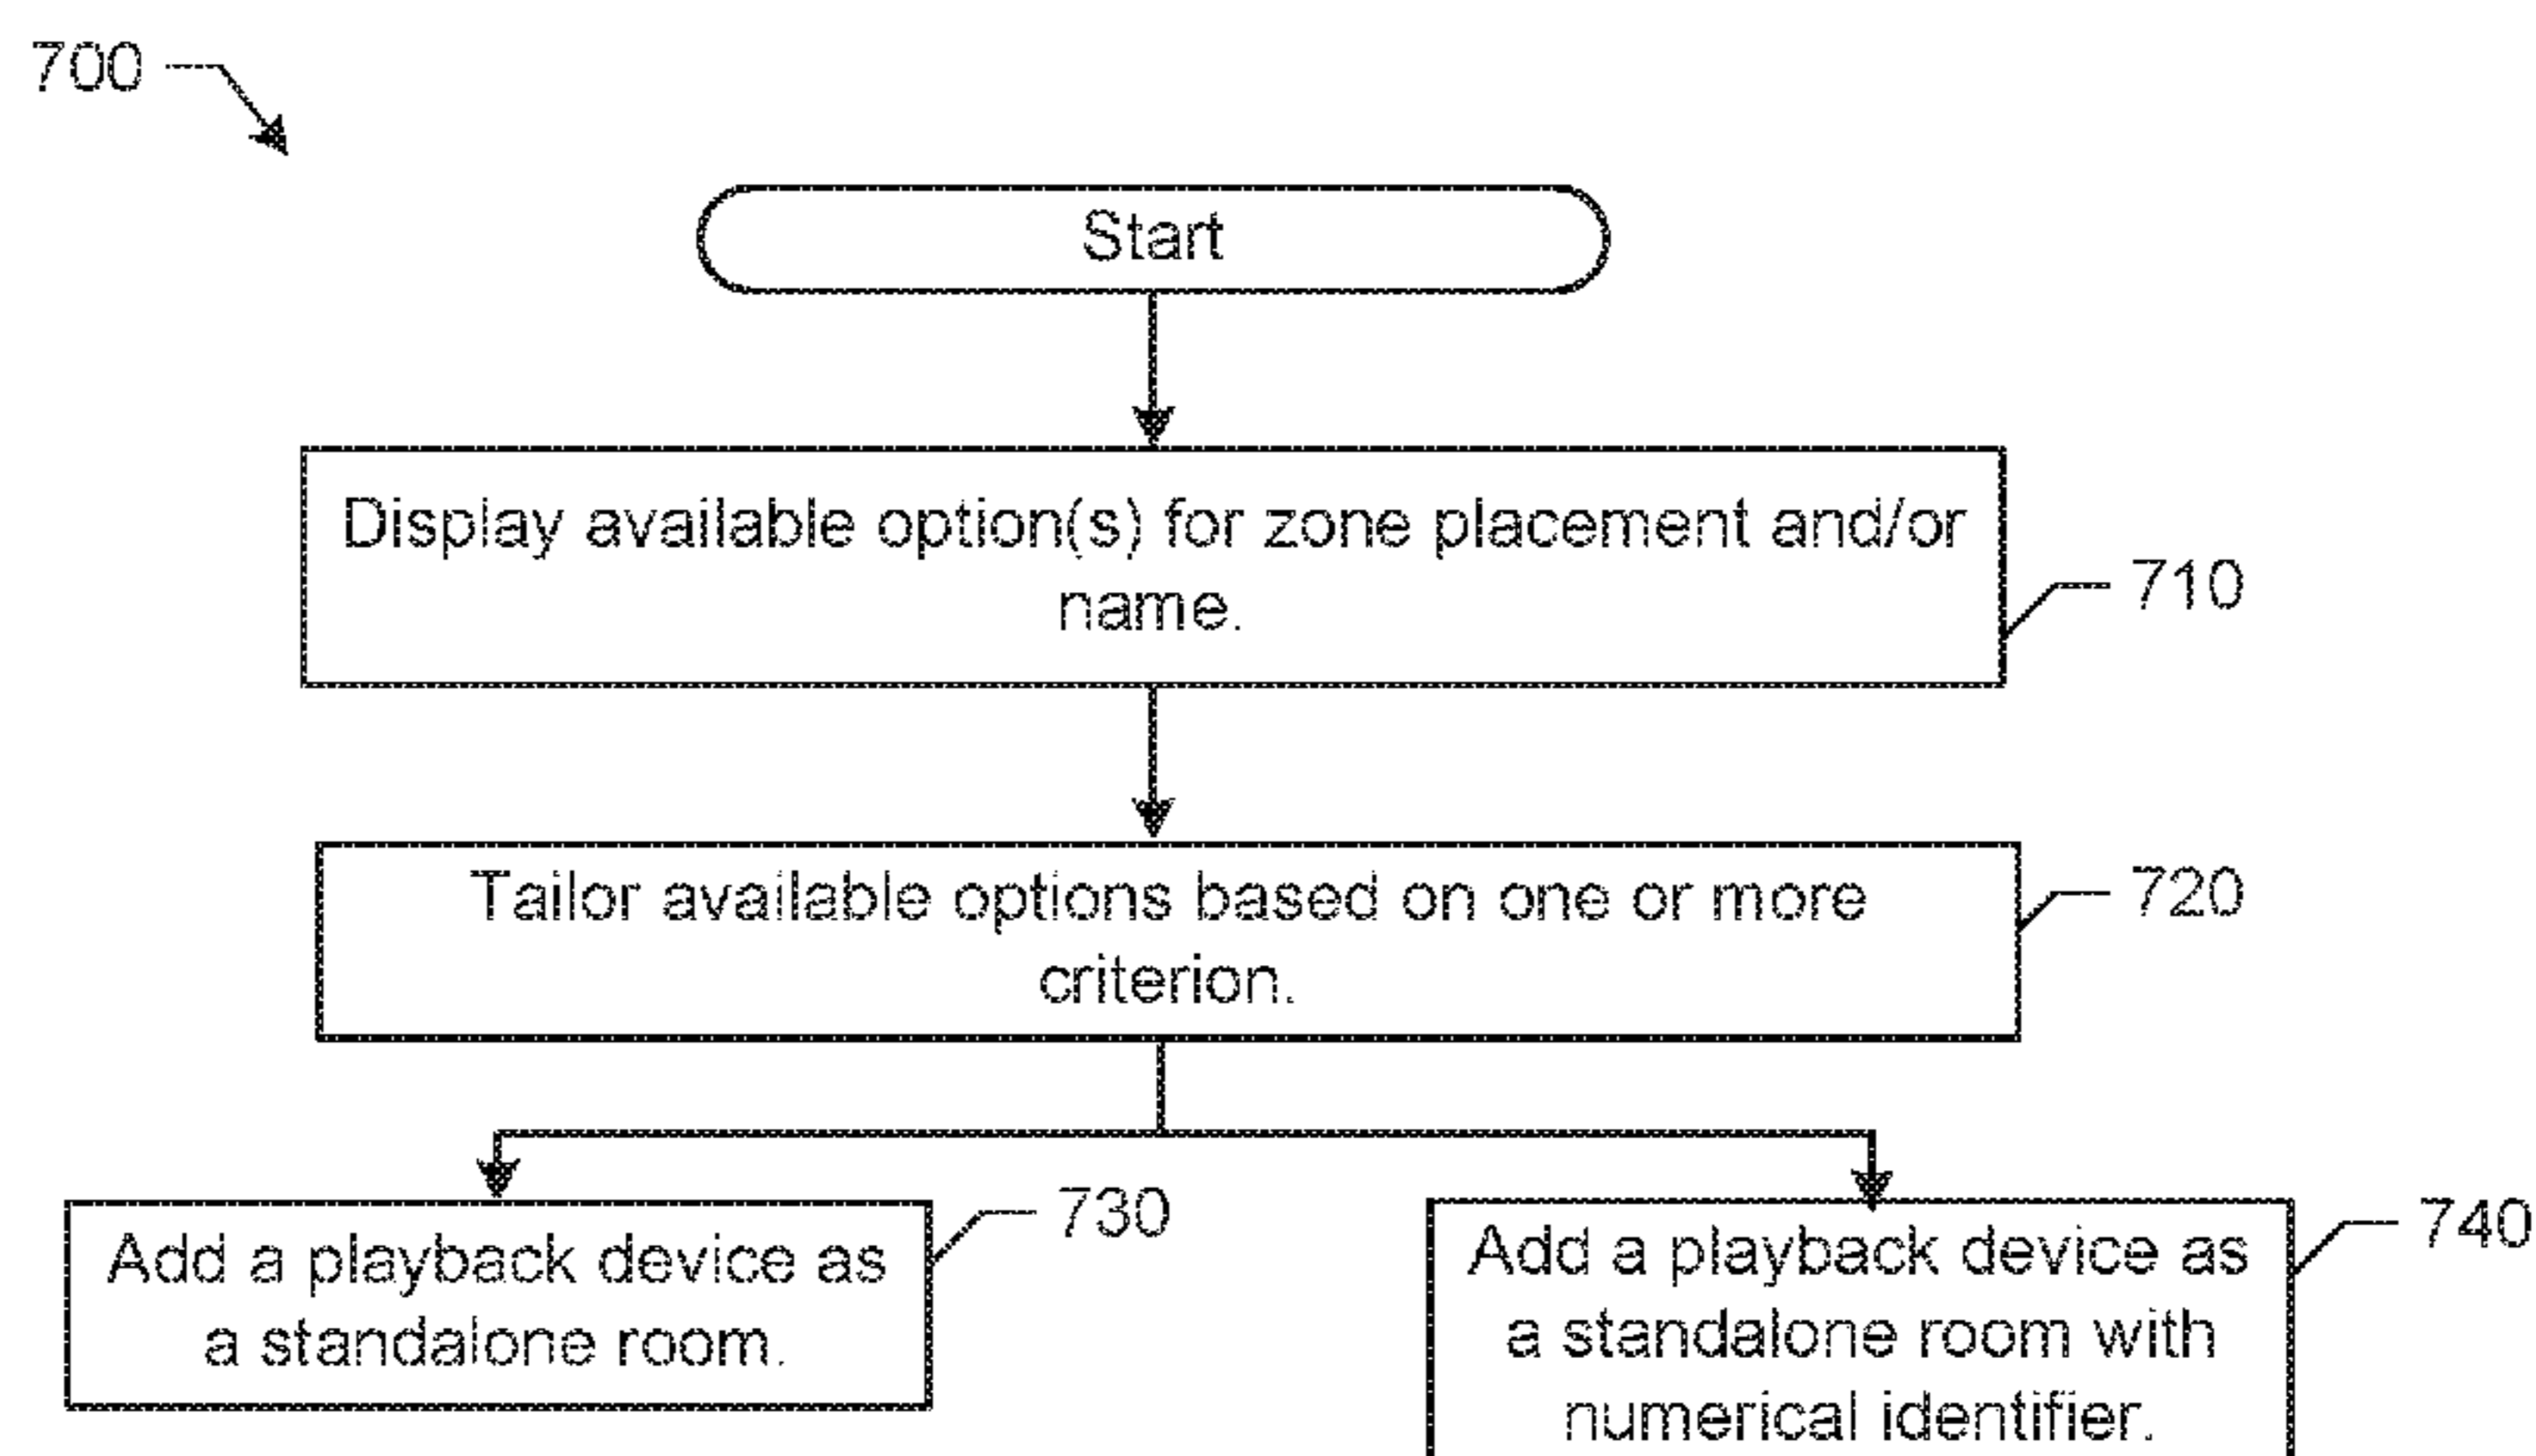 700
Start
Display available option(s) for zone placement and/or
name.
710
Tailor available options based on one or more
criterion.
720
Add a playback device as
a standalone room.
730
Add a playback device as
a standalone room with
numerical identifier.
740